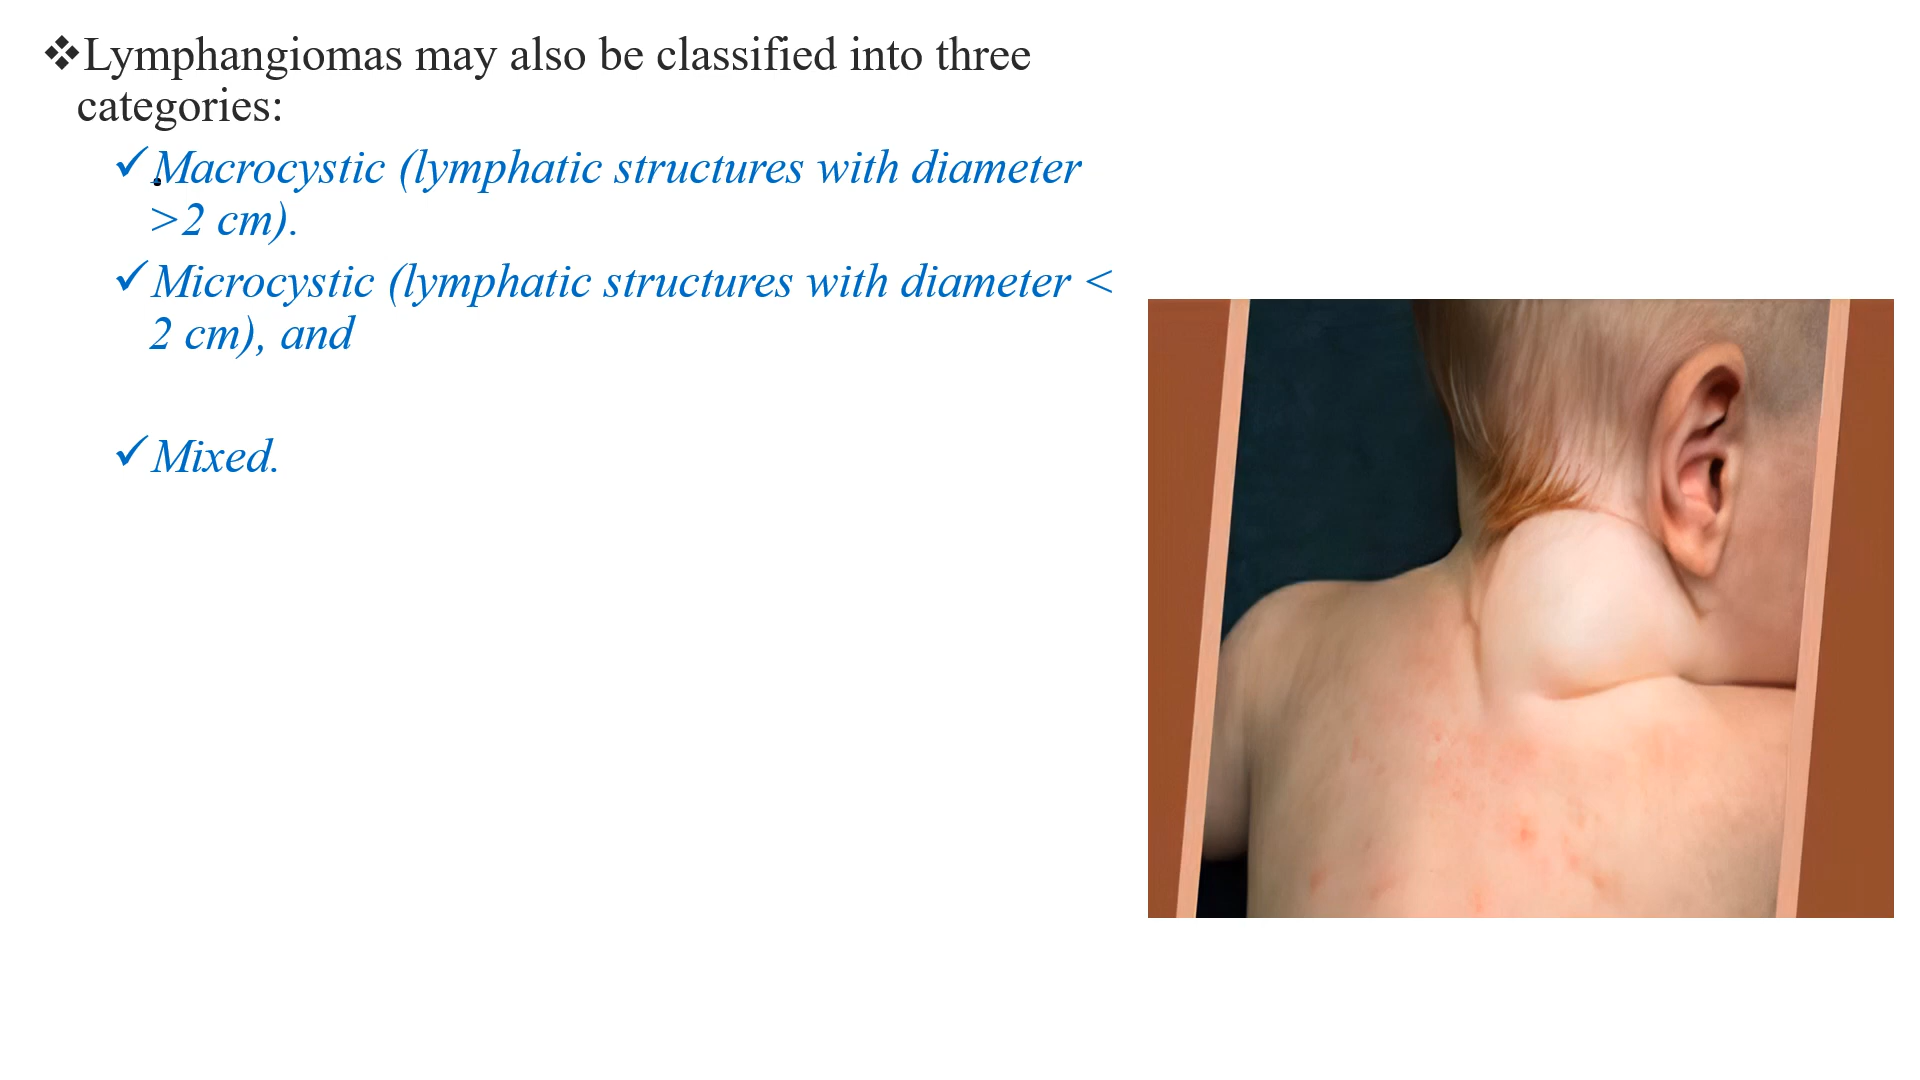 ❖Lymphangiomas may also be classified into three
categories:
✓Macrocystic (lymphatic structures with diameter
>2 cm).
✓Microcystic (lymphatic structures with diameter <
2 cm), and
✓Mixed.